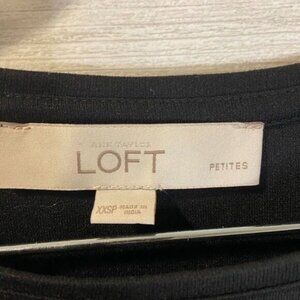 ANN TAYLOR
LOFT
PETITES
XXSP
MADE IN
INDIA